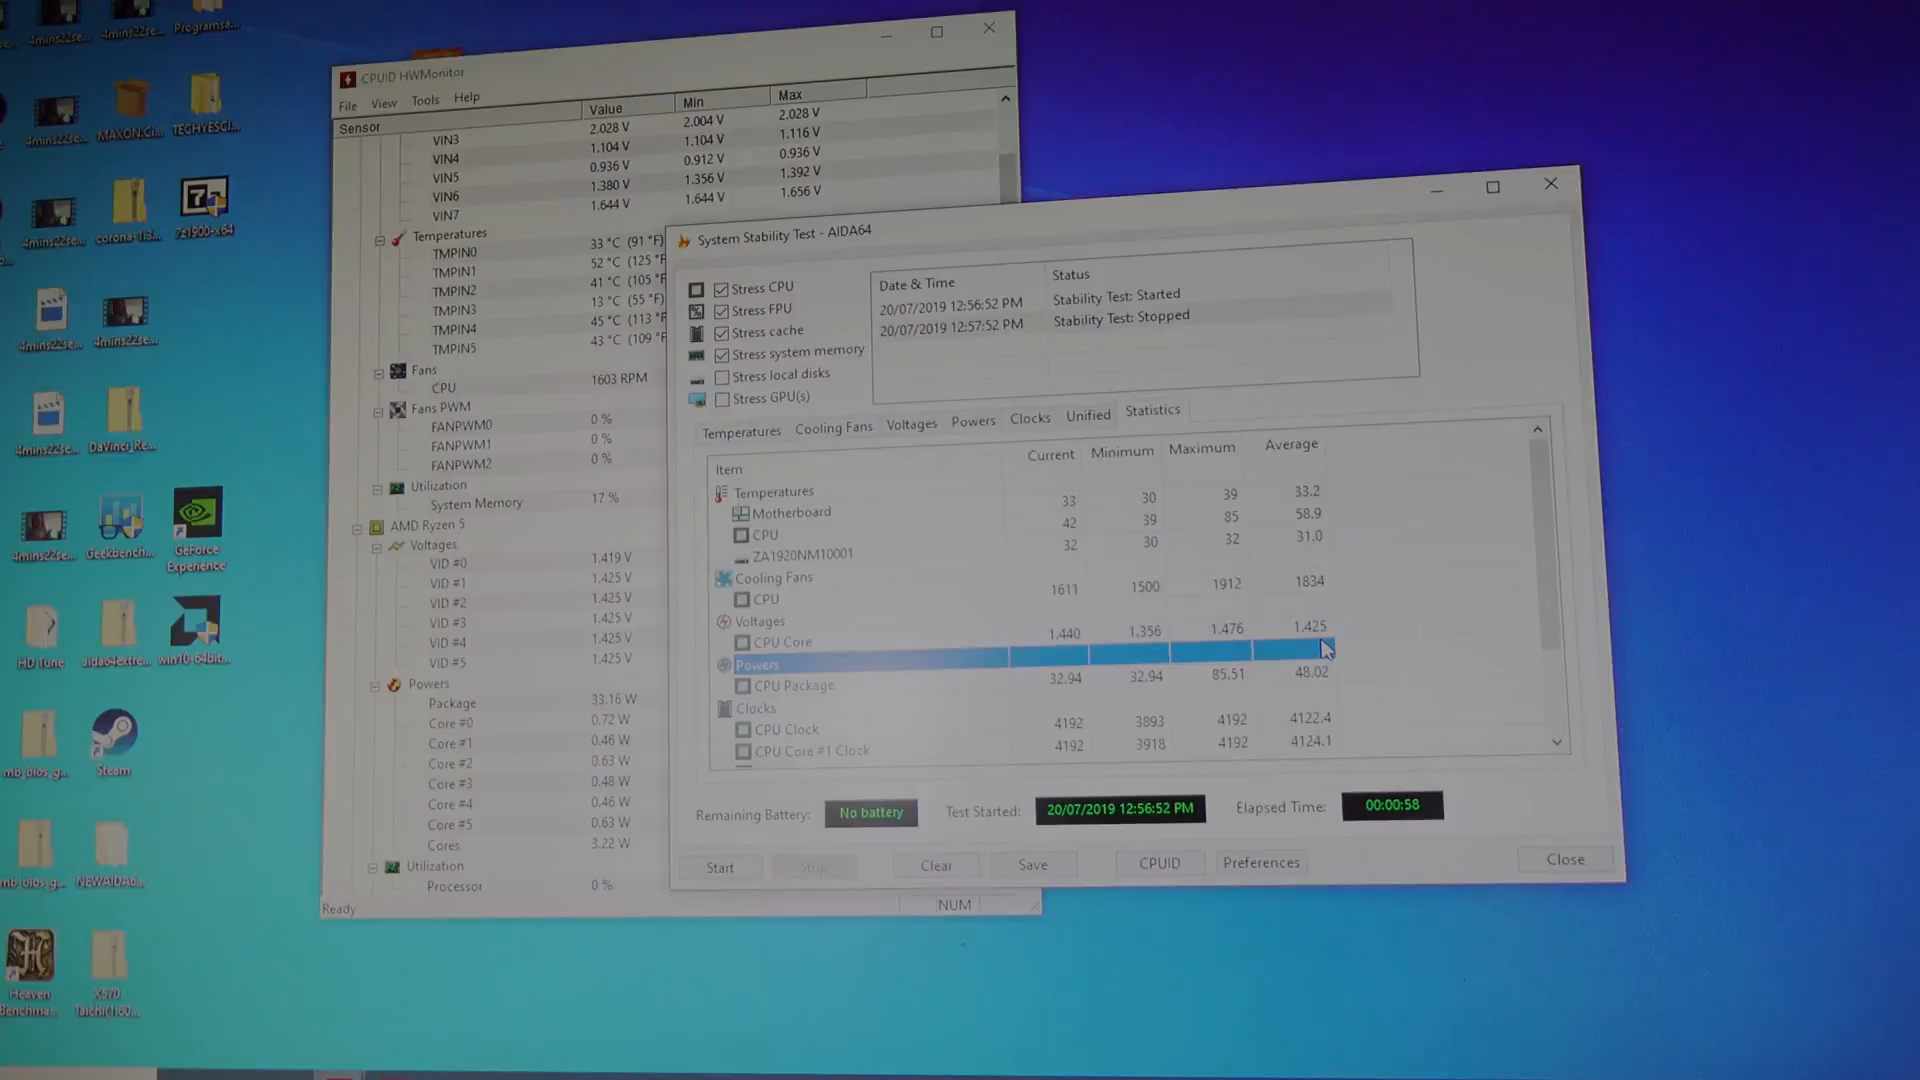 4mins22se...
4mins22se...
Programsa...
4mins22se...
MAXON.Ci...
TECHYESCI...
4mins22se...
corona-1.3...
7z1900-x64
4mins22se...
4mins22se...
4mins22se...
DaVinci_Re...
4mins22se...
Geekbench...
GeForce
Experience
HD Tune
aida64extre...
win10-64bit...
mb_bios_g...
Steam
mb_bios_g...
NEWAIDA6...
Heaven
Benchma...
X570
Taichi(1.60...
CPUID HWMonitor
File View Tools Help
Sensor Value Min Max
VIN3 2.028 V 2.004 V 2.028 V
VIN4 1.104 V 1.104 V 1.116 V
VIN5 0.936 V 0.912 V 0.936 V
VIN6 1.380 V 1.356 V 1.392 V
VIN7 1.644 V 1.644 V 1.656 V
Temperatures
TMPIN0 33 °C (91 °F)
TMPIN1 52 °C (125 °F
TMPIN2 41 °C (105 °F
TMPIN3 13 °C (55 °F)
TMPIN4 45 °C (113 °F
TMPIN5 43 °C (109 °F
Fans
CPU 1603 RPM
Fans PWM
FANPWM0 0 %
FANPWM1 0 %
FANPWM2 0 %
Utilization
System Memory 17 %
AMD Ryzen 5
Voltages
VID #0 1.419 V
VID #1 1.425 V
VID #2 1.425 V
VID #3 1.425 V
VID #4 1.425 V
VID #5 1.425 V
Powers
Package 33.16 W
Core #0 0.72 W
Core #1 0.46 W
Core #2 0.63 W
Core #3 0.48 W
Core #4 0.46 W
Core #5 0.63 W
Cores 3.22 W
Utilization
Processor 0 %
Ready NUM
System Stability Test - AIDA64
Stress CPU
Stress FPU
Stress cache
Stress system memory
Stress local disks
Stress GPU(s)
Date & Time Status
20/07/2019 12:56:52 PM Stability Test: Started
20/07/2019 12:57:52 PM Stability Test: Stopped
Temperatures Cooling Fans Voltages Powers Clocks Unified Statistics
Item Current Minimum Maximum Average
Temperatures
Motherboard 33 30 39 33.2
CPU 42 39 85 58.9
ZA1920NM10001 32 30 32 31.0
Cooling Fans
CPU 1611 1500 1912 1834
Voltages
CPU Core 1.440 1.356 1.476 1.425
Powers
CPU Package 32.94 32.94 85.51 48.02
Clocks
CPU Clock 4192 3893 4192 4122.4
CPU Core #1 Clock 4192 3918 4192 4124.1
Remaining Battery: No battery Test Started: 20/07/2019 12:56:52 PM Elapsed Time: 00:00:58
Start Stop Clear Save CPUID Preferences Close